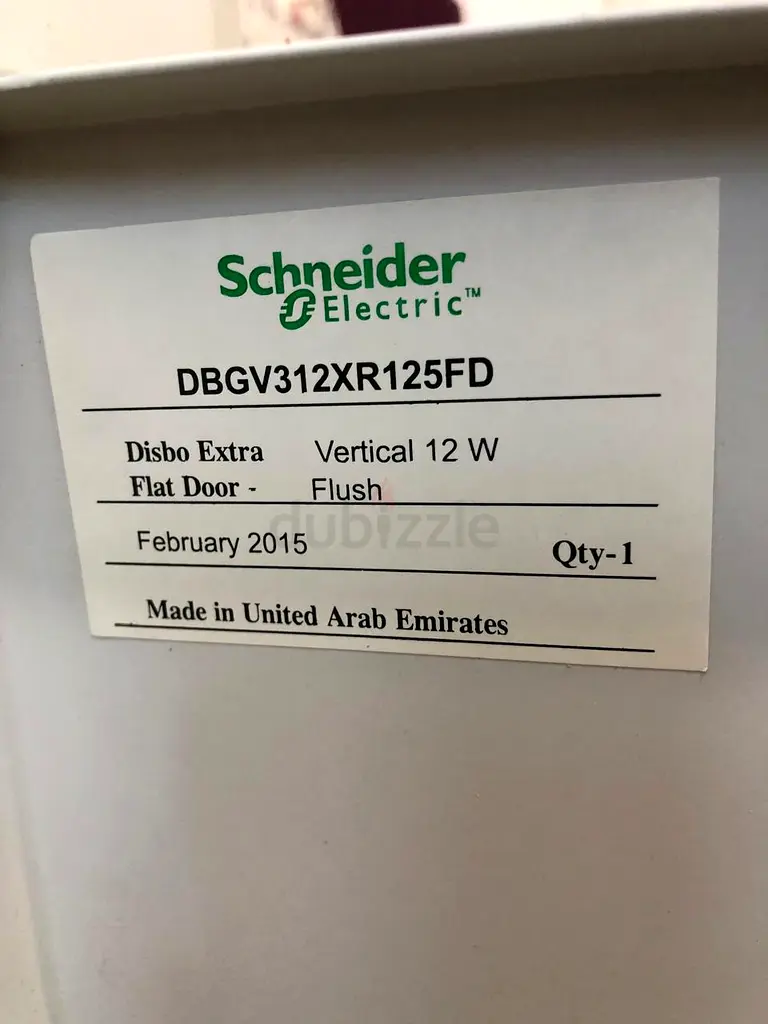 Schneider
Electric™
DBGV312XR125FD
Disbo Extra Vertical 12 W
Flat Door - Flush
dubizzle
February 2015 Qty-1
Made in United Arab Emirates